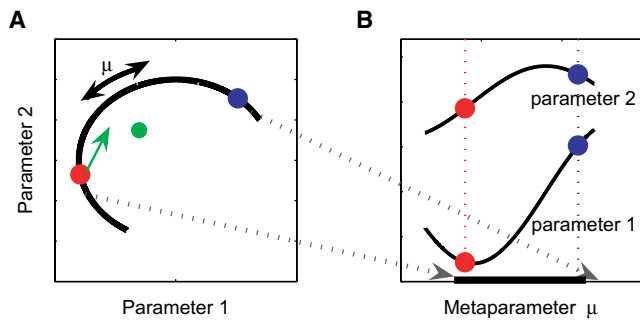 A
B
μ
Parameter 2
Parameter 1
parameter 2
parameter 1
Metaparameter μ